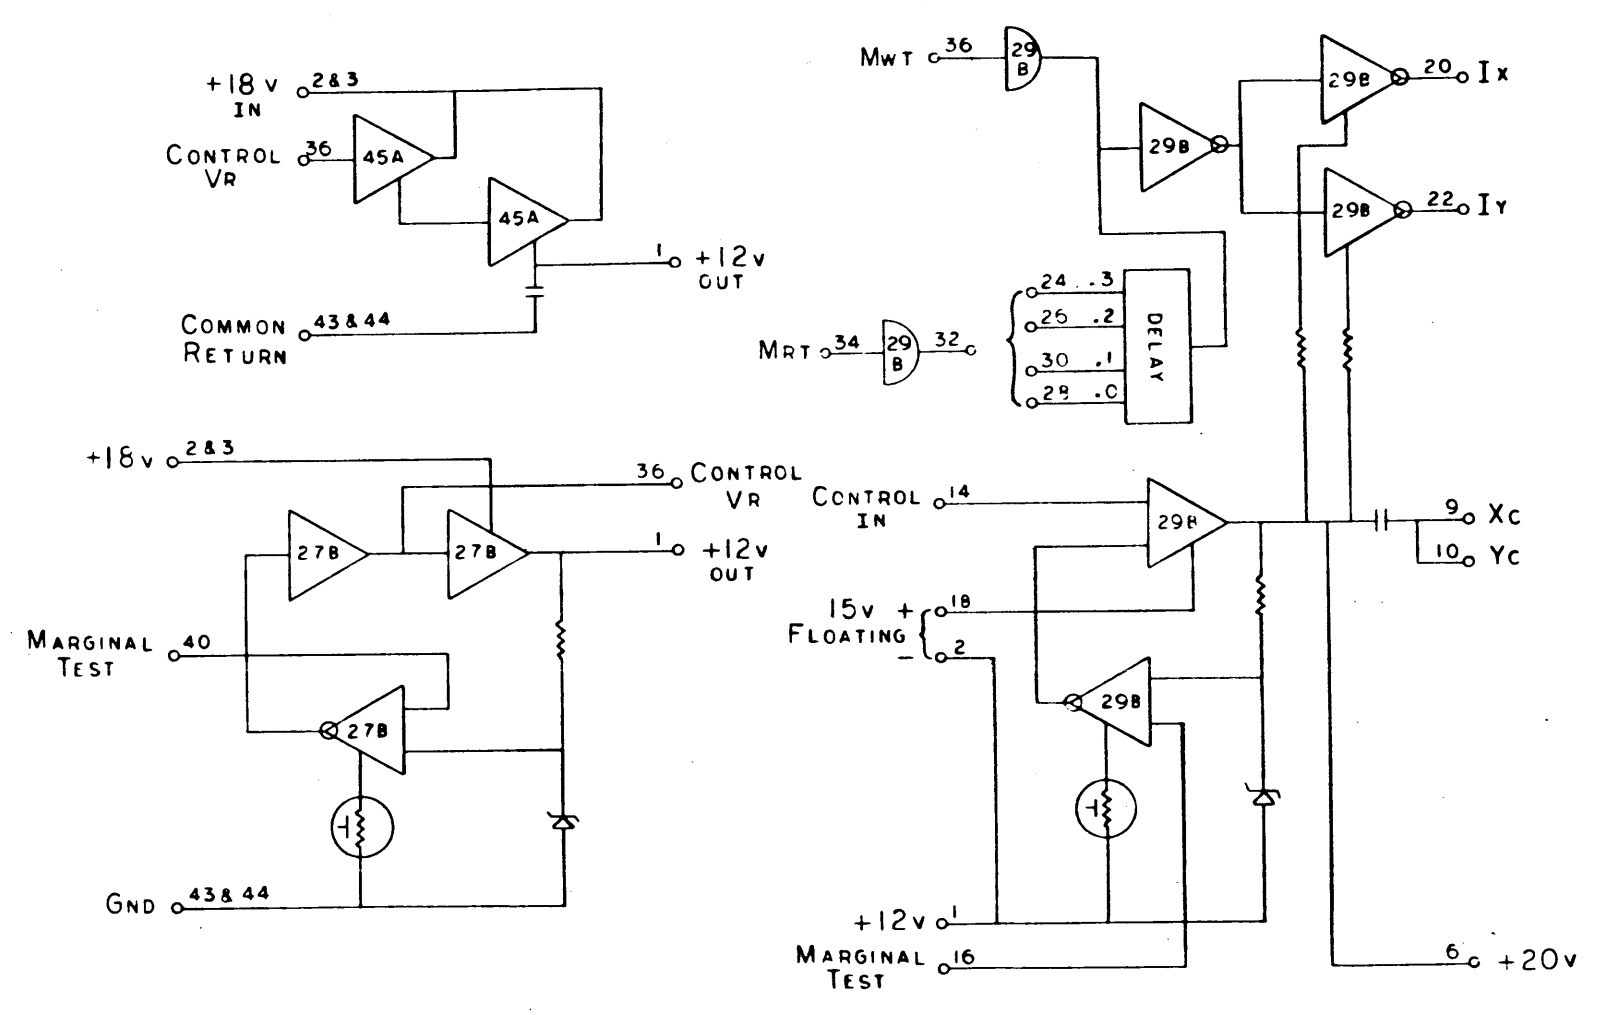 +18 V 2&3
IN
CONTROL 36 45A
VR
45A
1 +12V
OUT
COMMON 43&44
RETURN
+18V 2&3
36 CONTROL
VR
27B 27B 1 +12V
OUT
MARGINAL 40
TEST
27B
GND 43& 44
MWT 36 29
B
29B 20 IX
29B
29B 22 IY
24 .3
26 .2
MRT 34 29 32
B
30 .1
28 .0
DELAY
CONTROL 14
IN
29B
9 XC
10 YC
15V + 18
FLOATING
- 2
29B
+12V 1
MARGINAL 16
TEST
6 +20V